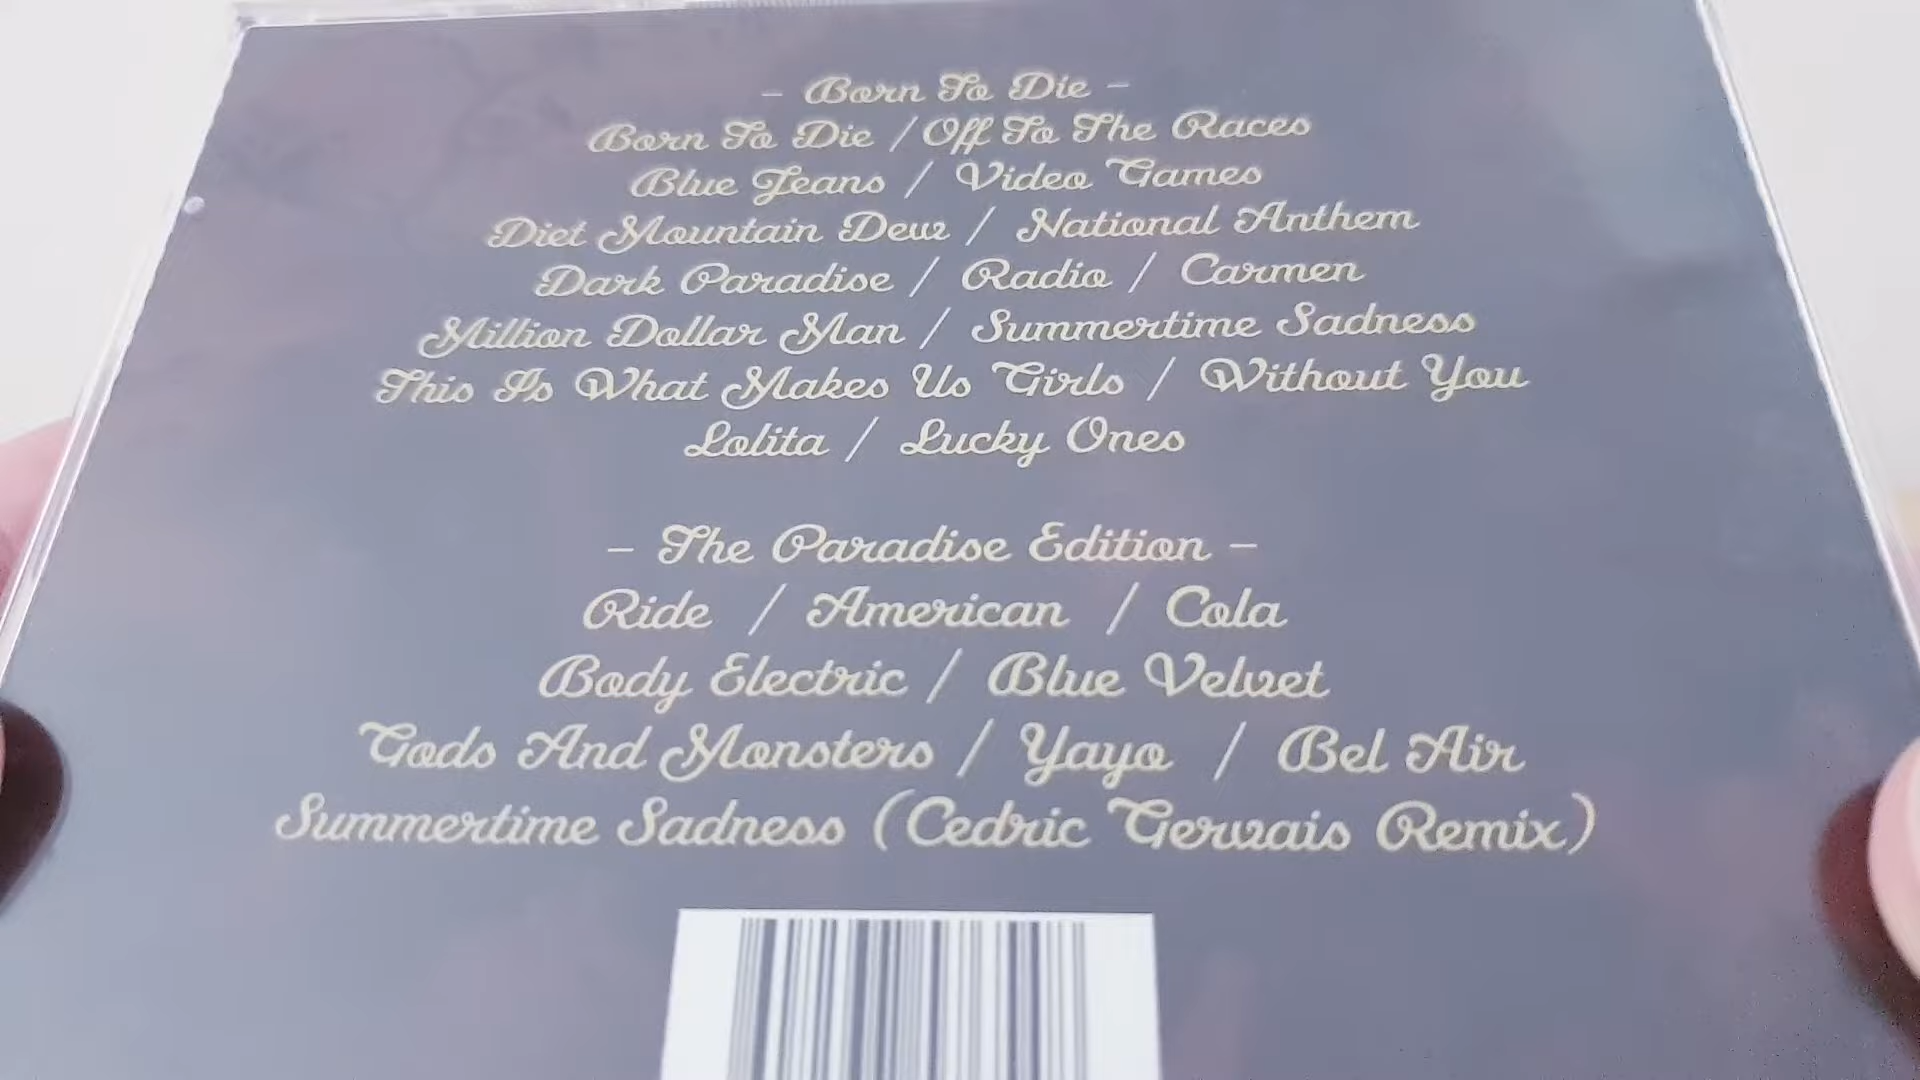 - Born To Die -
Born To Die / Off To The Races
Blue Jeans / Video Games
Diet Mountain Dew / National Anthem
Dark Paradise / Radio / Carmen
Million Dollar Man / Summertime Sadness
This Is What Makes Us Girls / Without You
Lolita / Lucky Ones
- The Paradise Edition -
Ride / American / Cola
Body Electric / Blue Velvet
Gods And Monsters / Yayo / Bel Air
Summertime Sadness (Cedric Gervais Remix)